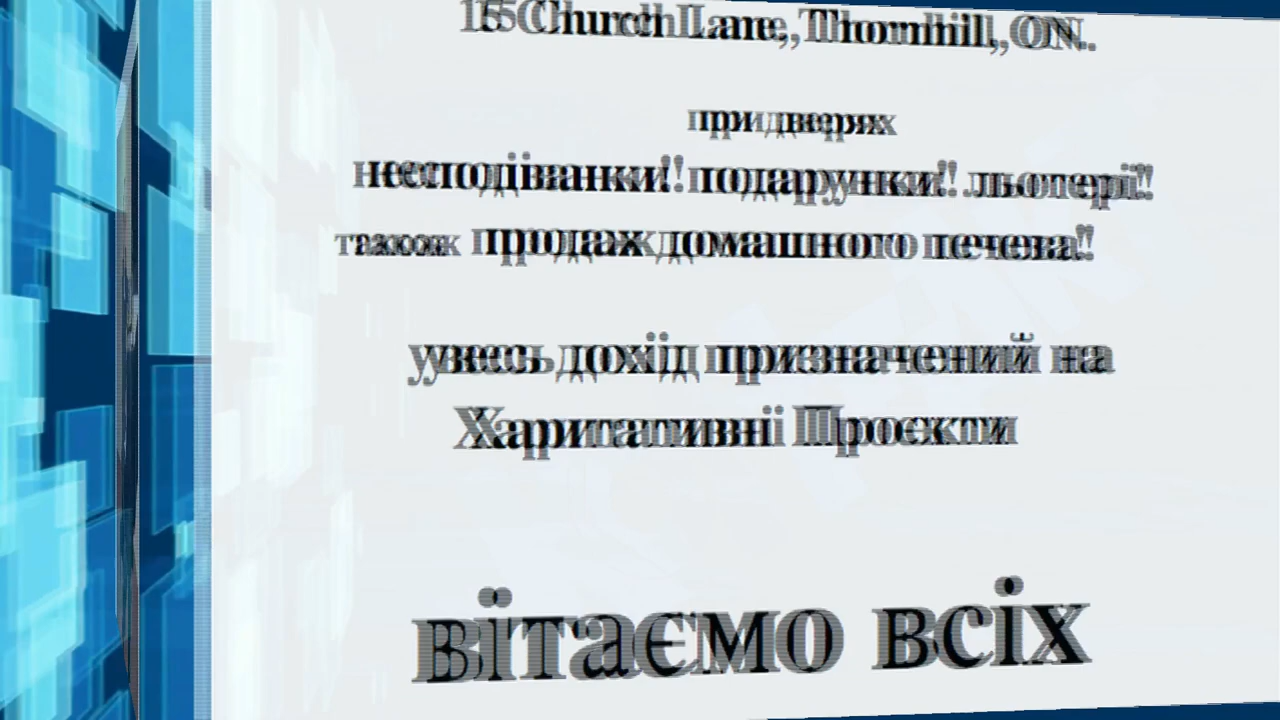 15 Church Lane, Thornhill, ON.
при дверях
несподіванки! подарунки! льотерії!
також продаж домашного печева!
увесь дохід призначений на
Харитативні Проєкти
вітаємо всіх